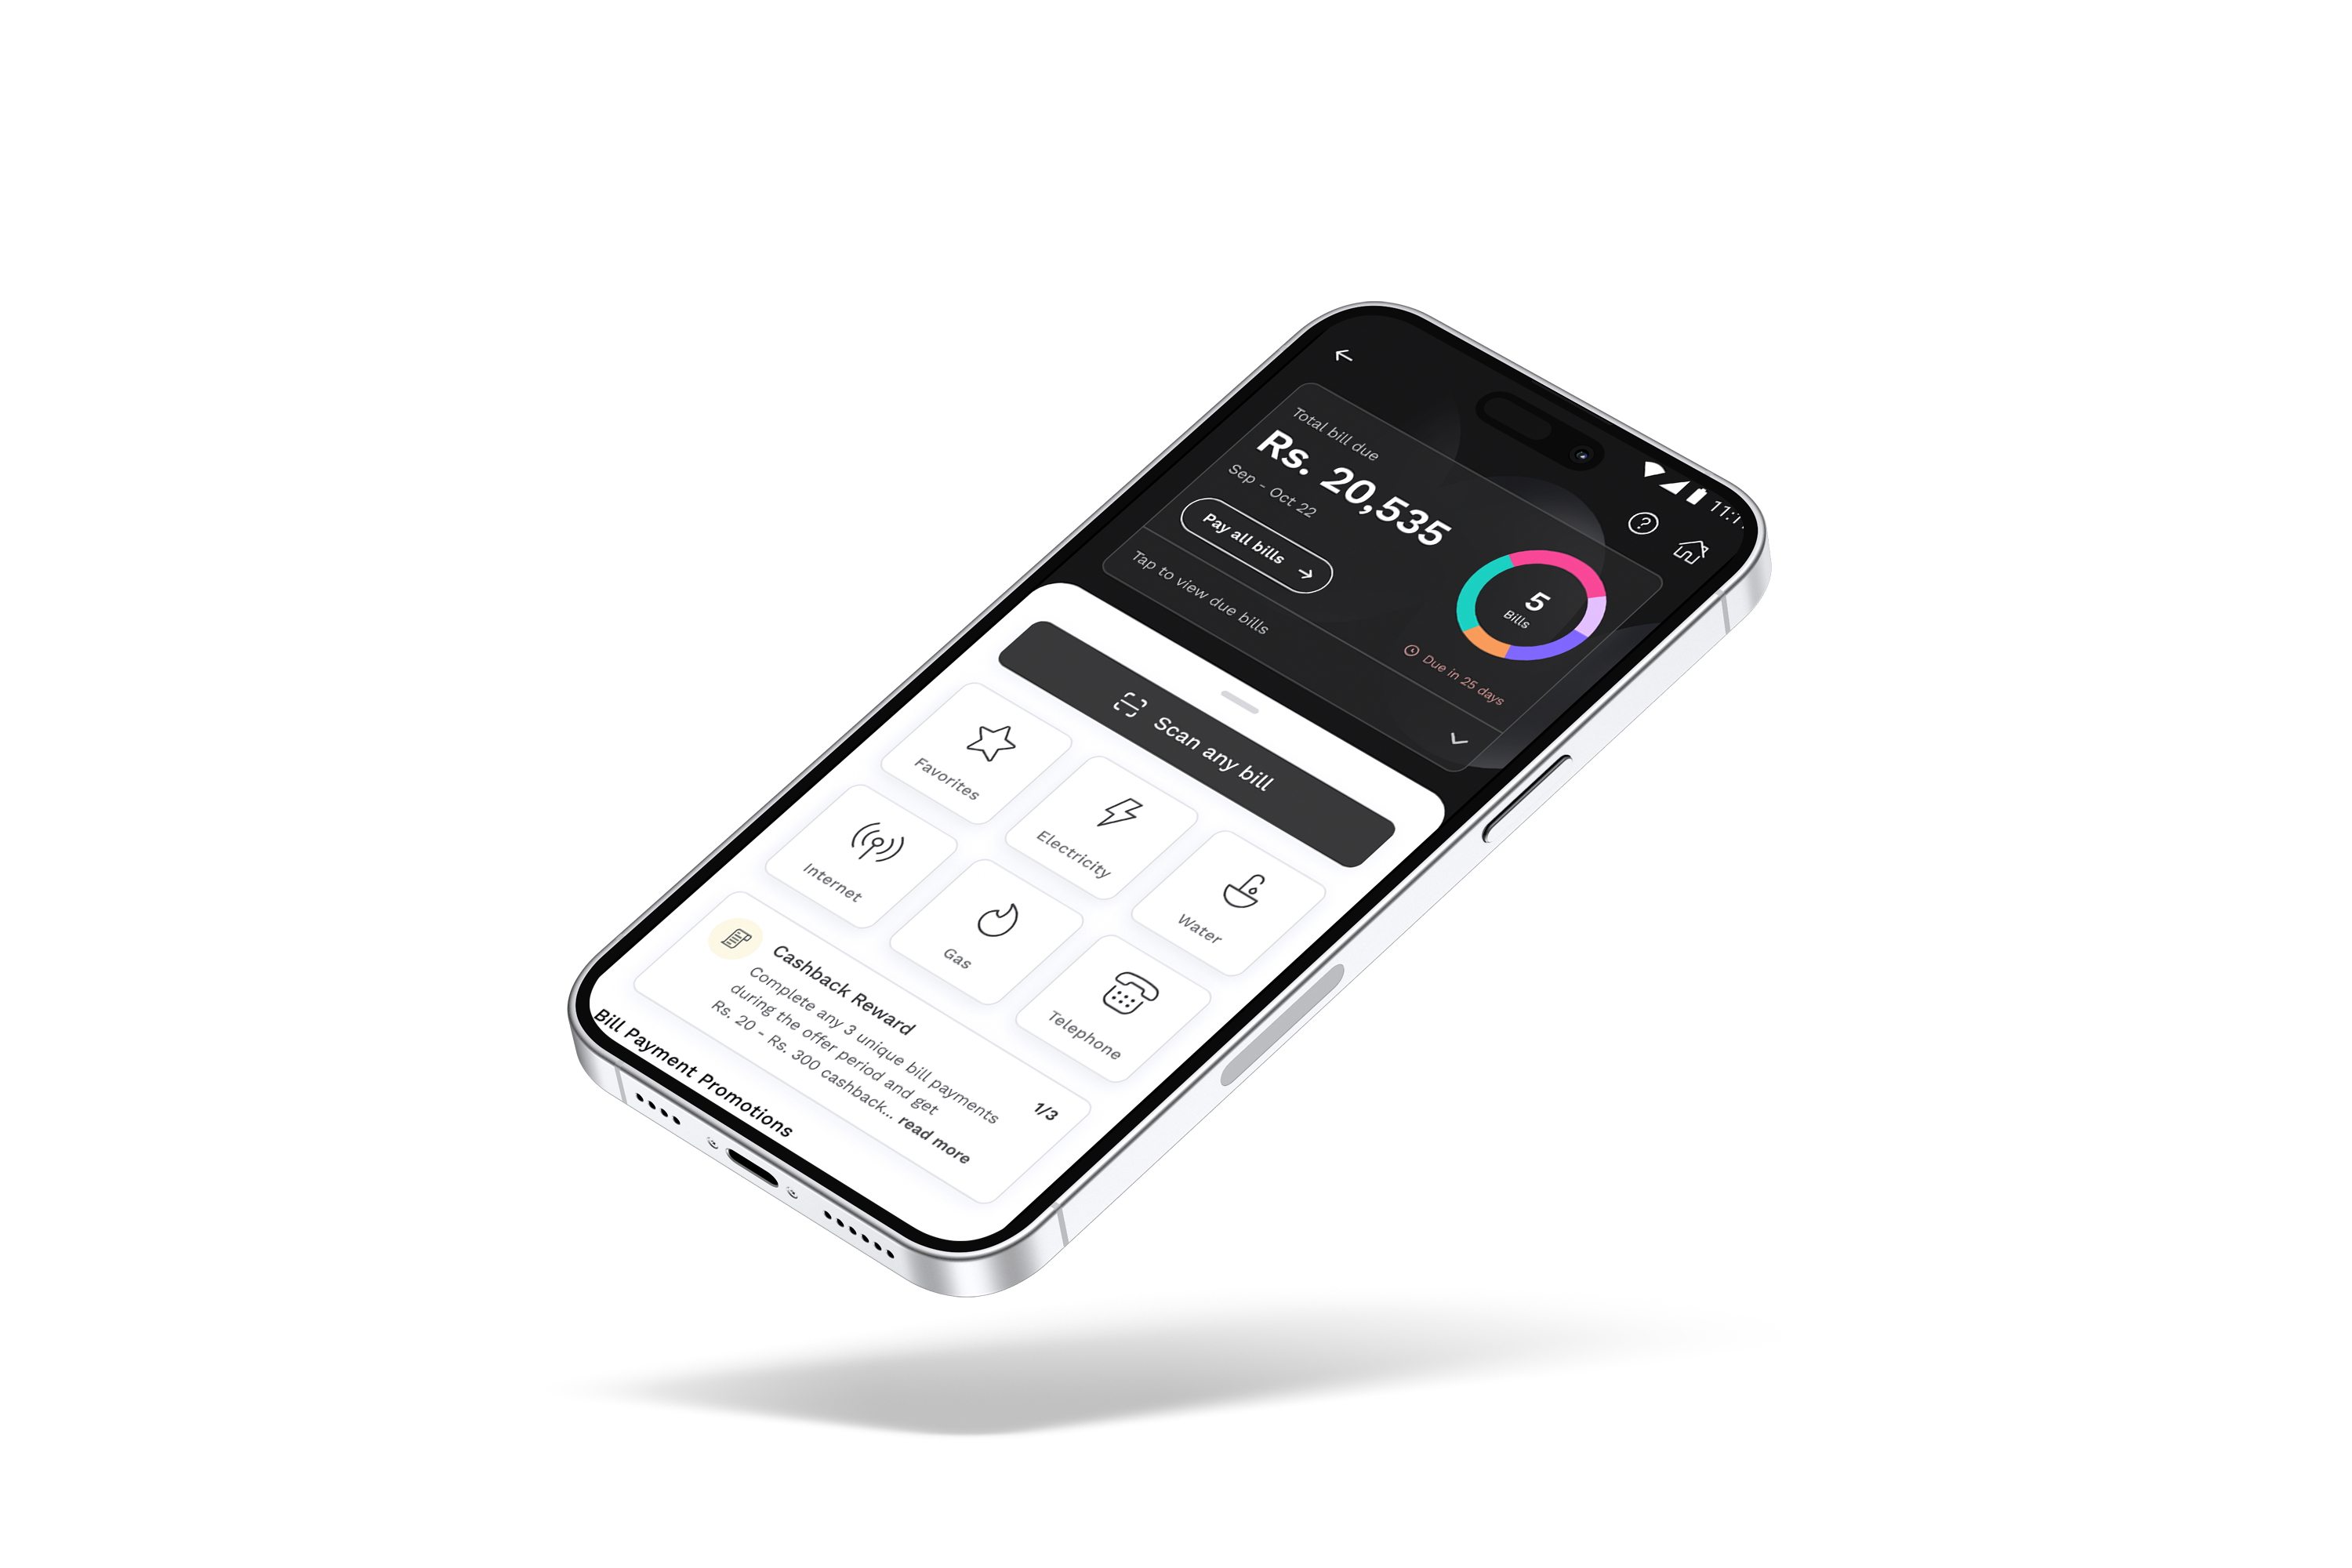 Total bill due
Rs. 20,535
Sep - Oct 22
Pay all bills
5
Bills
Due in 25 days
Tap to view due bills
Scan any bill
Favorites
Electricity
Water
Internet
Gas
Telephone
Cashback Reward
Complete any 3 unique bill payments
during the offer period and get
Rs. 20 - Rs. 300 cashback... read more
1/3
Bill Payment Promotions